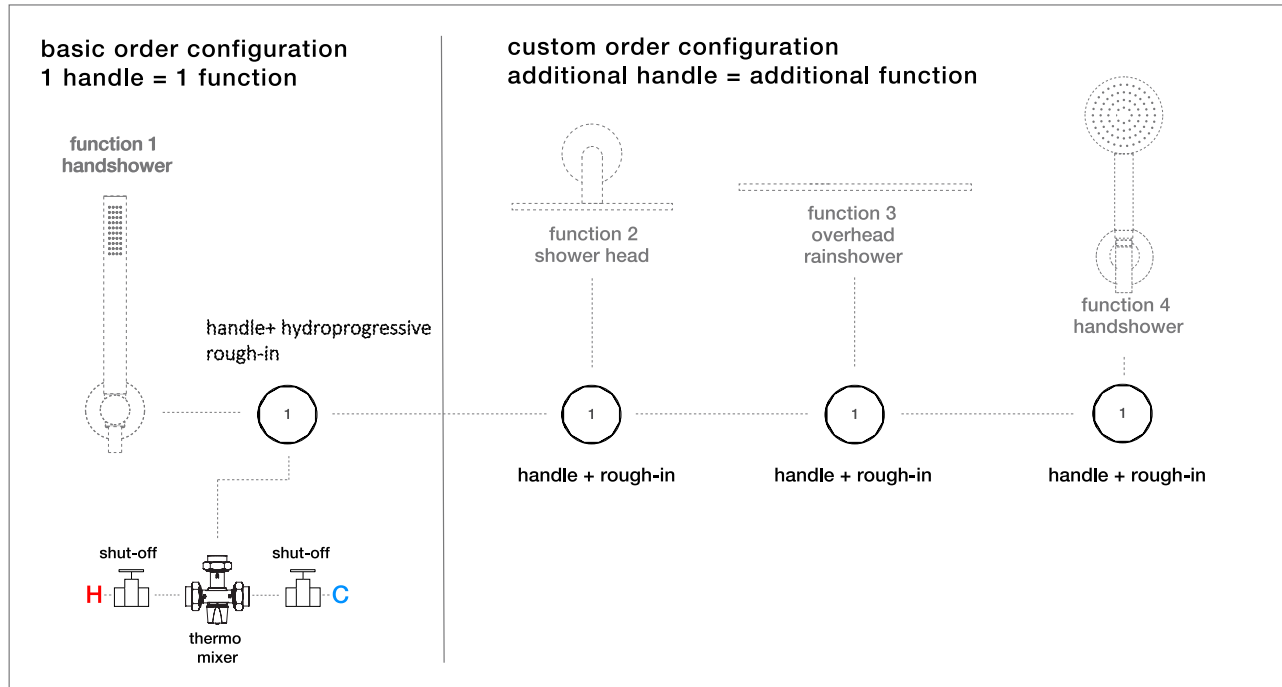 basic order configuration
1 handle = 1 function
function 1
handshower
handle+ hydroprogressive
rough-in
1
shut-off
shut-off
H
C
thermo
mixer
custom order configuration
additional handle = additional function
function 2
shower head
function 3
overhead
rainshower
function 4
handshower
1
1
1
handle + rough-in
handle + rough-in
handle + rough-in